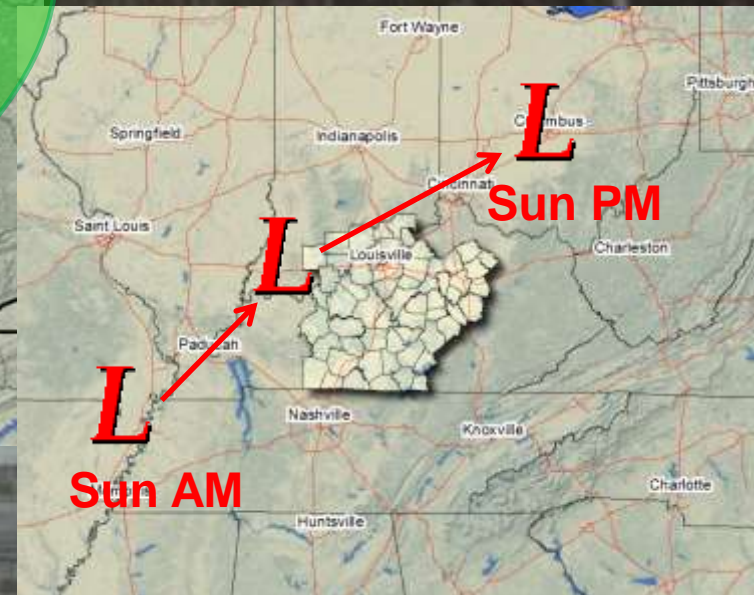 Fort Wayne
Pittsburgh
L
Columbus
Springfield
Indianapolis
Cincinnati
Sun PM
Saint Louis
L
Louisville
Charleston
Paducah
L
Nashville
Knoxville
Sun AM
Memphis
Charlotte
Huntsville